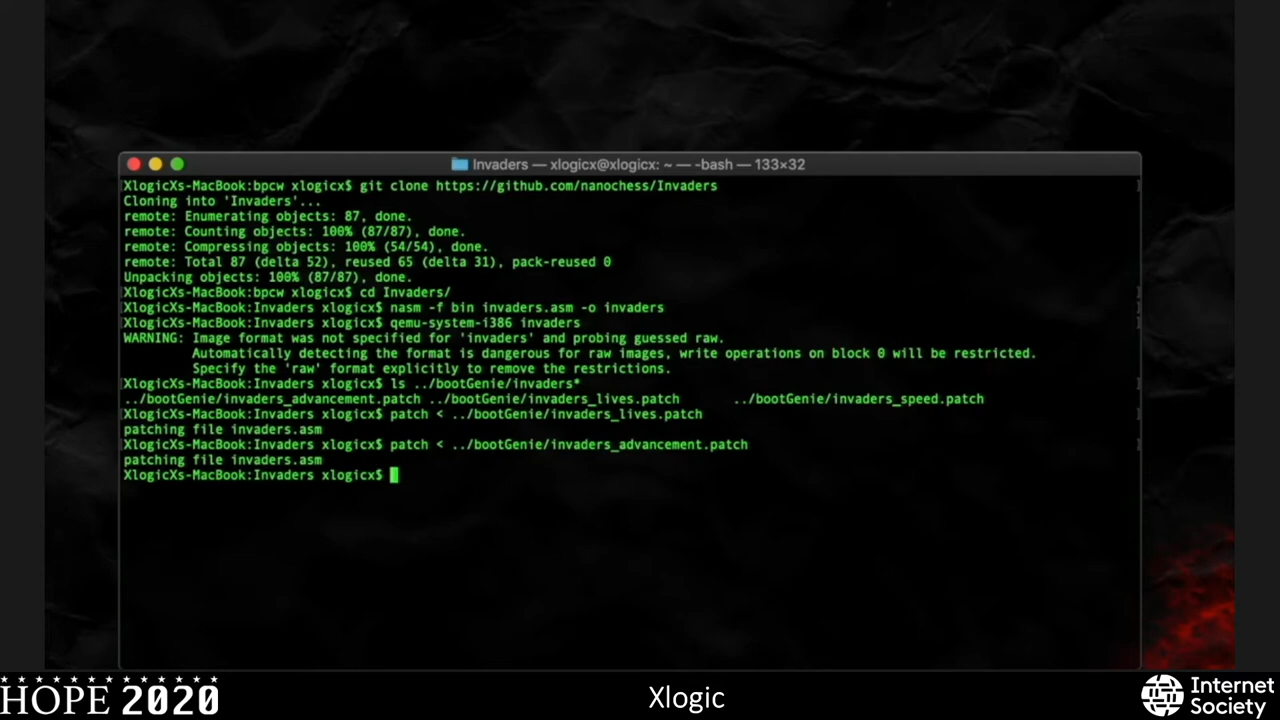 Invaders — xlogicx@xlogicx: ~ — -bash — 133×32
XlogicXs-MacBook:bpcw xlogicx$ git clone https://github.com/nanochess/Invaders
Cloning into 'Invaders'...
remote: Enumerating objects: 87, done.
remote: Counting objects: 100% (87/87), done.
remote: Compressing objects: 100% (54/54), done.
remote: Total 87 (delta 52), reused 65 (delta 31), pack-reused 0
Unpacking objects: 100% (87/87), done.
XlogicXs-MacBook:bpcw xlogicx$ cd Invaders/
XlogicXs-MacBook:Invaders xlogicx$ nasm -f bin invaders.asm -o invaders
XlogicXs-MacBook:Invaders xlogicx$ qemu-system-i386 invaders
WARNING: Image format was not specified for 'invaders' and probing guessed raw.
Automatically detecting the format is dangerous for raw images, write operations on block 0 will be restricted.
Specify the 'raw' format explicitly to remove the restrictions.
XlogicXs-MacBook:Invaders xlogicx$ ls ../bootGenie/invaders*
../bootGenie/invaders_advancement.patch ../bootGenie/invaders_lives.patch ../bootGenie/invaders_speed.patch
XlogicXs-MacBook:Invaders xlogicx$ patch < ../bootGenie/invaders_lives.patch
patching file invaders.asm
XlogicXs-MacBook:Invaders xlogicx$ patch < ../bootGenie/invaders_advancement.patch
patching file invaders.asm
XlogicXs-MacBook:Invaders xlogicx$
HOPE 2020
Xlogic
Internet
Society